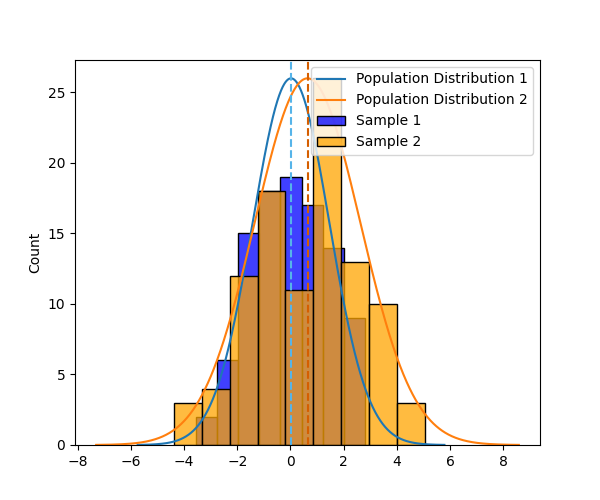 Population Distribution 1
Population Distribution 2
Sample 1
Sample 2
Count
25
20
15
10
5
0
−8 −6 −4 −2 0 2 4 6 8